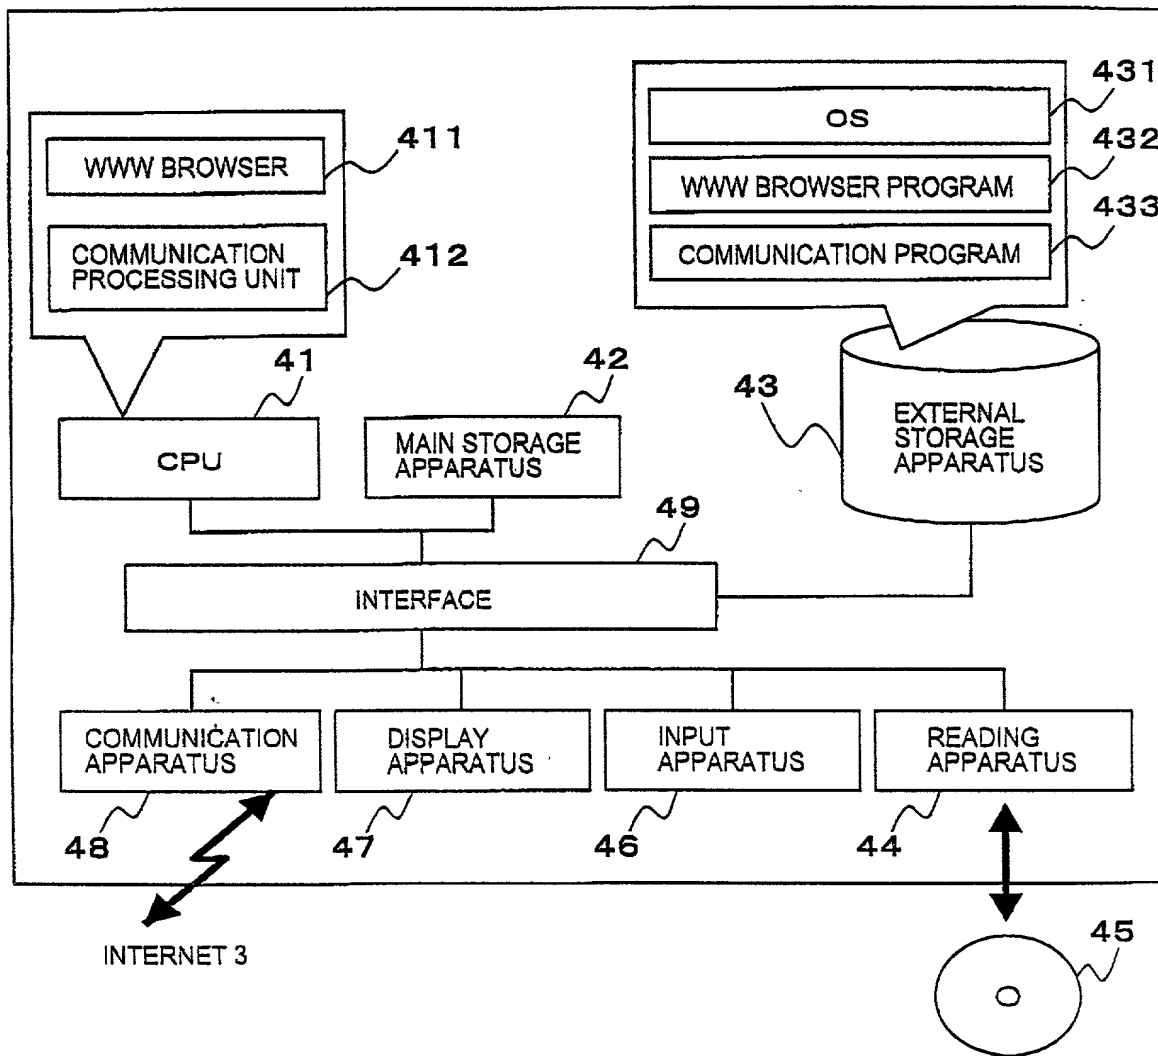 431
OS
411
WWW BROWSER
432
WWW BROWSER PROGRAM
433
COMMUNICATION
PROCESSING UNIT
412
COMMUNICATION PROGRAM
41
42
43
CPU
MAIN STORAGE
APPARATUS
EXTERNAL
STORAGE
APPARATUS
49
INTERFACE
COMMUNICATION
APPARATUS
DISPLAY
APPARATUS
INPUT
APPARATUS
READING
APPARATUS
48
47
46
44
INTERNET 3
45